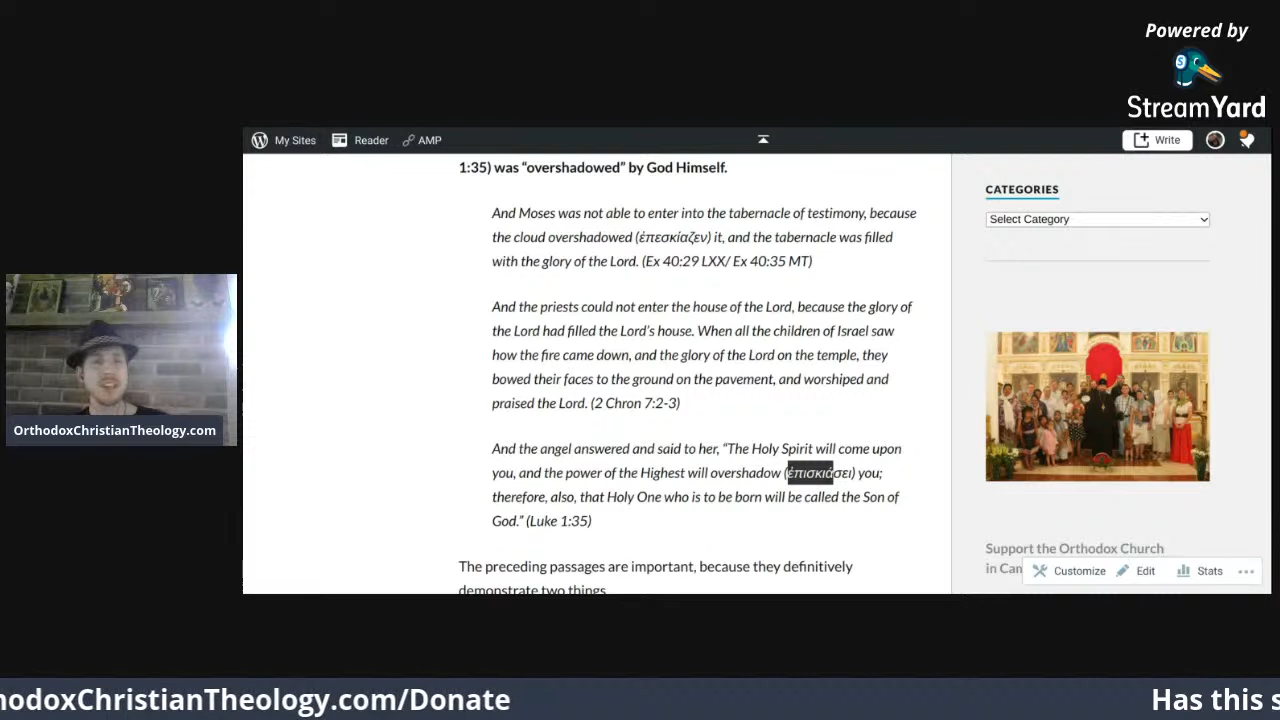 Powered by
StreamYard
My Sites
Reader
AMP
Write
1:35) was “overshadowed” by God Himself.
And Moses was not able to enter into the tabernacle of testimony, because
the cloud overshadowed (ἐπεσκίαζεν) it, and the tabernacle was filled
with the glory of the Lord. (Ex 40:29 LXX/ Ex 40:35 MT)
And the priests could not enter the house of the Lord, because the glory of
the Lord had filled the Lord’s house. When all the children of Israel saw
how the fire came down, and the glory of the Lord on the temple, they
bowed their faces to the ground on the pavement, and worshiped and
praised the Lord. (2 Chron 7:2-3)
And the angel answered and said to her, “The Holy Spirit will come upon
you, and the power of the Highest will overshadow (ἐπισκιάσει) you;
therefore, also, that Holy One who is to be born will be called the Son of
God.” (Luke 1:35)
The preceding passages are important, because they definitively
demonstrate two things.
CATEGORIES
Select Category
Support the Orthodox Church
in Cam
Customize
Edit
Stats
OrthodoxChristianTheology.com
hodoxChristianTheology.com/Donate
Has this s